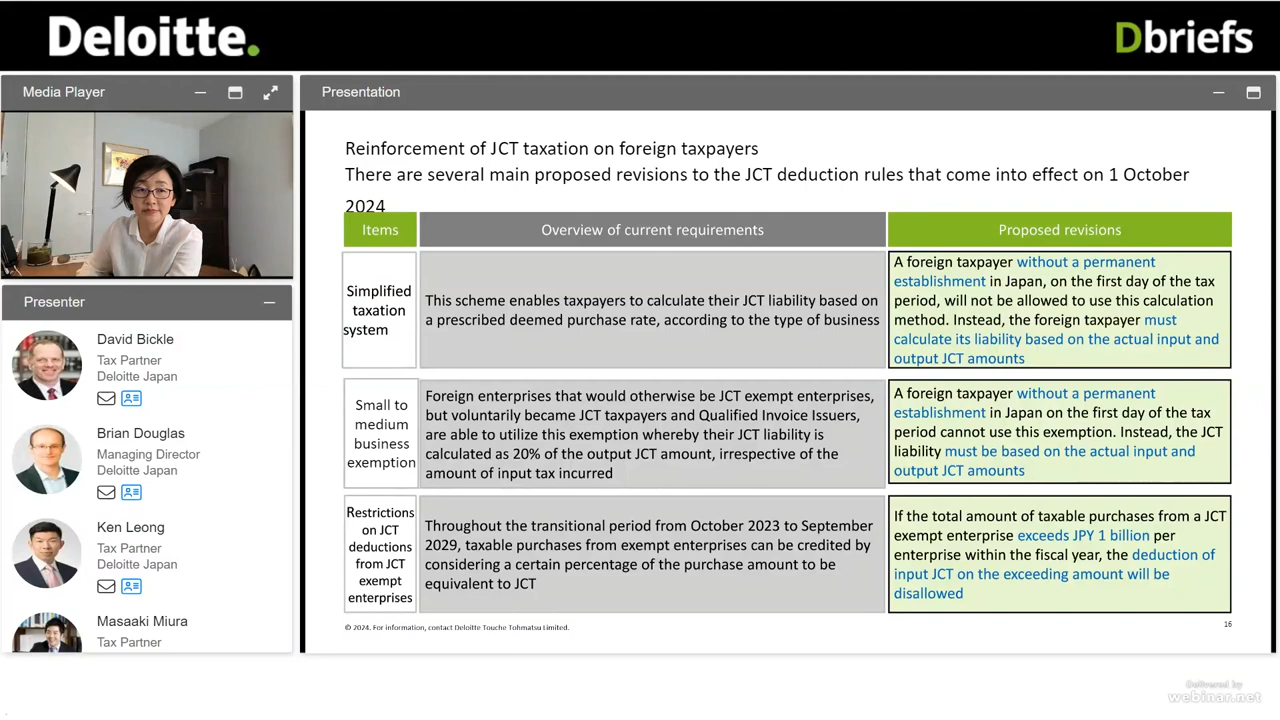 Deloitte.
Dbriefs
Media Player
Presentation
Reinforcement of JCT taxation on foreign taxpayers
There are several main proposed revisions to the JCT deduction rules that come into effect on 1 October
2024
Items
Overview of current requirements
Proposed revisions
Simplified
taxation
system
This scheme enables taxpayers to calculate their JCT liability based on
a prescribed deemed purchase rate, according to the type of business
A foreign taxpayer without a permanent
establishment in Japan, on the first day of the tax
period, will not be allowed to use this calculation
method. Instead, the foreign taxpayer must
calculate its liability based on the actual input and
output JCT amounts
Small to
medium
business
exemption
Foreign enterprises that would otherwise be JCT exempt enterprises,
but voluntarily became JCT taxpayers and Qualified Invoice Issuers,
are able to utilize this exemption whereby their JCT liability is
calculated as 20% of the output JCT amount, irrespective of the
amount of input tax incurred
A foreign taxpayer without a permanent
establishment in Japan on the first day of the tax
period cannot use this exemption. Instead, the JCT
liability must be based on the actual input and
output JCT amounts
Restrictions
on JCT
deductions
from JCT
exempt
enterprises
Throughout the transitional period from October 2023 to September
2029, taxable purchases from exempt enterprises can be credited by
considering a certain percentage of the purchase amount to be
equivalent to JCT
If the total amount of taxable purchases from a JCT
exempt enterprise exceeds JPY 1 billion per
enterprise within the fiscal year, the deduction of
input JCT on the exceeding amount will be
disallowed
© 2024. For information, contact Deloitte Touche Tohmatsu Limited.
16
Presenter
David Bickle
Tax Partner
Deloitte Japan
Brian Douglas
Managing Director
Deloitte Japan
Ken Leong
Tax Partner
Deloitte Japan
Masaaki Miura
Tax Partner
Delivered by
webinar.net